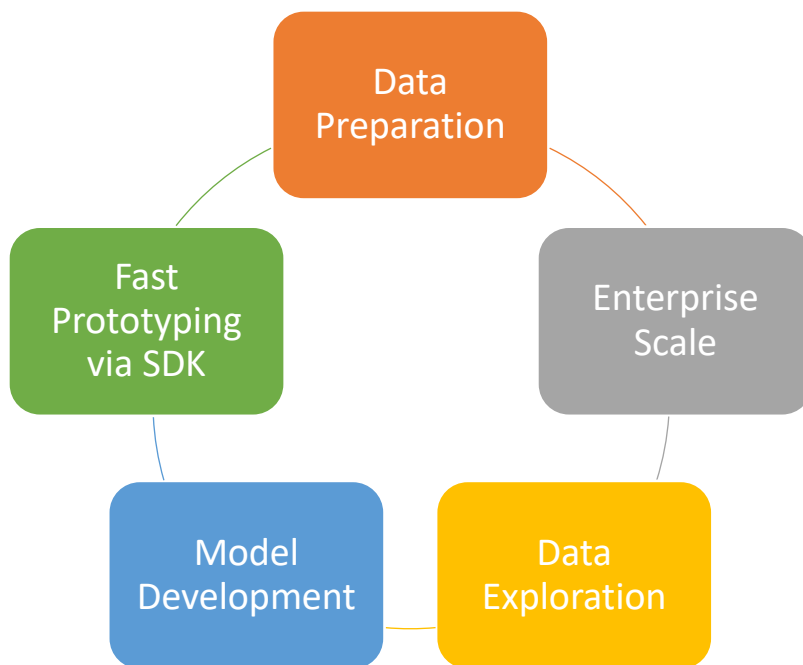 Data
Preparation
Enterprise
Scale
Data
Exploration
Model
Development
Fast
Prototyping
via SDK